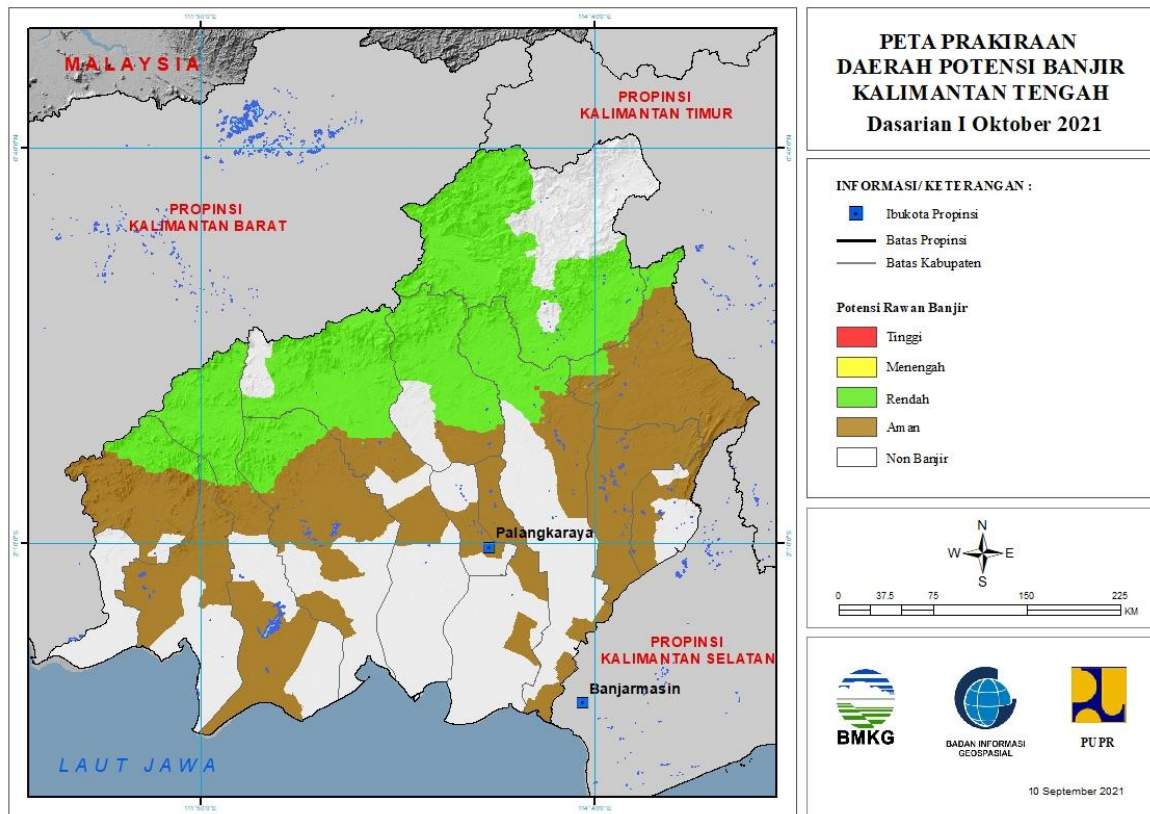 PETA PRAKIRAAN
DAERAH POTENSI BANJIR
KALIMANTAN TENGAH
Dasarian I Oktober 2021
INFORMASI/ KETERANGAN :
Ibukota Propinsi
Batas Propinsi
Batas Kabupaten
Potensi Rawan Banjir
Tinggi
Menengah
Rendah
Aman
Non Banjir
N
W E
S
0 37.5 75 150 225
KM
BMKG
BADAN INFORMASI
GEOSPASIAL
PUPR
10 September 2021
MALAYSIA
PROPINSI
KALIMANTAN TIMUR
PROPINSI
KALIMANTAN BARAT
Palangkaraya
PROPINSI
KALIMANTAN SELATAN
Banjarmasin
LAUT JAWA